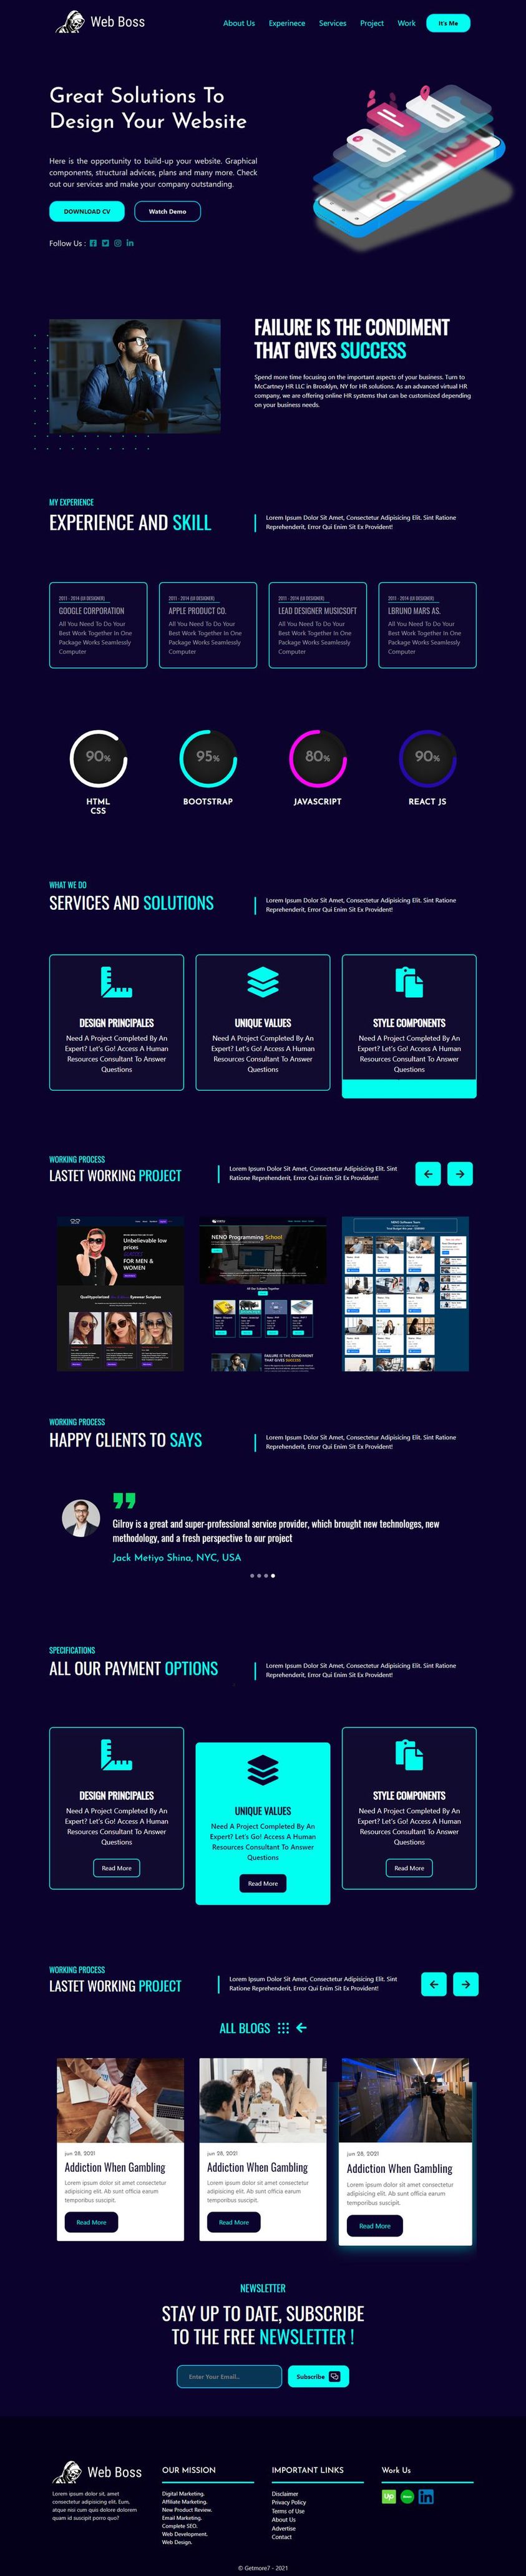 Web Boss
About Us Experinece Services Project Work It's Me
Great Solutions To
Design Your Website
Here is the opportunity to build-up your website. Graphical
components, structural advices, plans and many more. Check
out our services and make your company outstanding.
DOWNLOAD CV Watch Demo
Follow Us :
FAILURE IS THE CONDIMENT
THAT GIVES SUCCESS
Spend more time focusing on the important aspects of your business. Turn to
McCartney HR LLC in Brooklyn, NY for HR solutions. As an advanced virtual HR
company, we are offering online HR systems that can be customized depending
on your business needs.
MY EXPERIENCE
EXPERIENCE AND SKILL
Lorem Ipsum Dolor Sit Amet, Consectetur Adipisicing Elit. Sint Ratione
Reprehenderit, Error Qui Enim Sit Ex Provident!
2011 - 2014 (UI DESIGNER)
GOOGLE CORPORATION
All You Need To Do Your
Best Work Together In One
Package Works Seamlessly
Computer
2011 - 2014 (UI DESIGNER)
APPLE PRODUCT CO.
All You Need To Do Your
Best Work Together In One
Package Works Seamlessly
Computer
2011 - 2014 (UI DESIGNER)
LEAD DESIGNER MUSICSOFT
All You Need To Do Your
Best Work Together In One
Package Works Seamlessly
Computer
2011 - 2014 (UI DESIGNER)
LBRUNO MARS AS.
All You Need To Do Your
Best Work Together In One
Package Works Seamlessly
Computer
90%
HTML
CSS
95%
BOOTSTRAP
80%
JAVASCRIPT
90%
REACT JS
WHAT WE DO
SERVICES AND SOLUTIONS
Lorem Ipsum Dolor Sit Amet, Consectetur Adipisicing Elit. Sint Ratione
Reprehenderit, Error Qui Enim Sit Ex Provident!
DESIGN PRINCIPALES
Need A Project Completed By An
Expert? Let's Go! Access A Human
Resources Consultant To Answer
Questions
UNIQUE VALUES
Need A Project Completed By An
Expert? Let's Go! Access A Human
Resources Consultant To Answer
Questions
STYLE COMPONENTS
Need A Project Completed By An
Expert? Let's Go! Access A Human
Resources Consultant To Answer
Questions
WORKING PROCESS
LASTET WORKING PROJECT
Lorem Ipsum Dolor Sit Amet, Consectetur Adipisicing Elit. Sint
Ratione Reprehenderit, Error Qui Enim Sit Ex Provident!
Unbelievable low
prices
FOR MEN &
WOMEN
NENO Programming School
FAILURE IS THE CONDIMENT
THAT GIVES SUCCESS
WORKING PROCESS
HAPPY CLIENTS TO SAYS
Lorem Ipsum Dolor Sit Amet, Consectetur Adipisicing Elit. Sint Ratione
Reprehenderit, Error Qui Enim Sit Ex Provident!
Gilroy is a great and super-professional service provider, which brought new technologes, new
methodology, and a fresh perspective to our project
Jack Metiyo Shina, NYC, USA
SPECIFICATIONS
ALL OUR PAYMENT OPTIONS
Lorem Ipsum Dolor Sit Amet, Consectetur Adipisicing Elit. Sint Ratione
Reprehenderit, Error Qui Enim Sit Ex Provident!
DESIGN PRINCIPALES
Need A Project Completed By An
Expert? Let's Go! Access A Human
Resources Consultant To Answer
Questions
Read More
UNIQUE VALUES
Need A Project Completed By An
Expert? Let's Go! Access A Human
Resources Consultant To Answer
Questions
Read More
STYLE COMPONENTS
Need A Project Completed By An
Expert? Let's Go! Access A Human
Resources Consultant To Answer
Questions
Read More
WORKING PROCESS
LASTET WORKING PROJECT
Lorem Ipsum Dolor Sit Amet, Consectetur Adipisicing Elit. Sint
Ratione Reprehenderit, Error Qui Enim Sit Ex Provident!
ALL BLOGS
jun 28, 2021
Addiction When Gambling
Lorem ipsum dolor sit amet consectetur
adipisicing elit. Ab sunt officia earum
temporibus suscipit.
Read More
jun 28, 2021
Addiction When Gambling
Lorem ipsum dolor sit amet consectetur
adipisicing elit. Ab sunt officia earum
temporibus suscipit.
Read More
jun 28, 2021
Addiction When Gambling
Lorem ipsum dolor sit amet consectetur
adipisicing elit. Ab sunt officia earum
temporibus suscipit.
Read More
NEWSLETTER
STAY UP TO DATE, SUBSCRIBE
TO THE FREE NEWSLETTER !
Enter Your Email... Subscribe
Web Boss
Lorem ipsum dolor sit, amet
consectetur adipisicing elit. Eum,
atque nisi cum quis dolore dolorem
quam id suscipit porro quo?
OUR MISSION
Digital Marketing.
Affiliate Marketing.
New Product Review.
Email Marketing.
Complete SEO.
Web Development.
Web Design.
IMPORTANT LINKS
Disclaimer
Privacy Policy
Terms of Use
About Us
Advertise
Contact
Work Us
Up
© Getmore7 - 2021